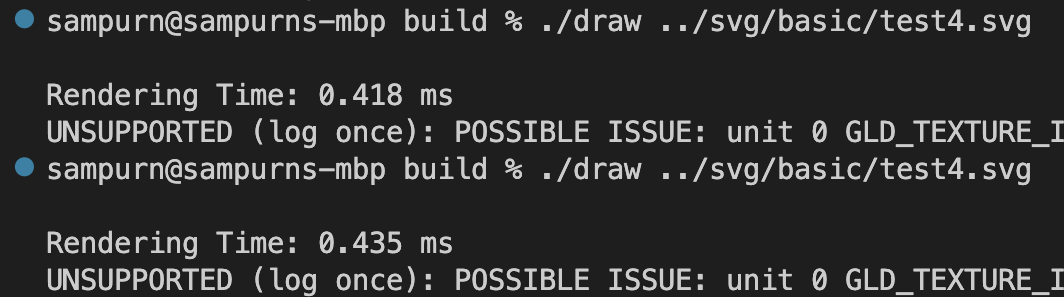 sampurn@sampurns-mbp build % ./draw ../svg/basic/test4.svg
Rendering Time: 0.418 ms
UNSUPPORTED (log once): POSSIBLE ISSUE: unit 0 GLD_TEXTURE_I
sampurn@sampurns-mbp build % ./draw ../svg/basic/test4.svg
Rendering Time: 0.435 ms
UNSUPPORTED (log once): POSSIBLE ISSUE: unit 0 GLD_TEXTURE_I